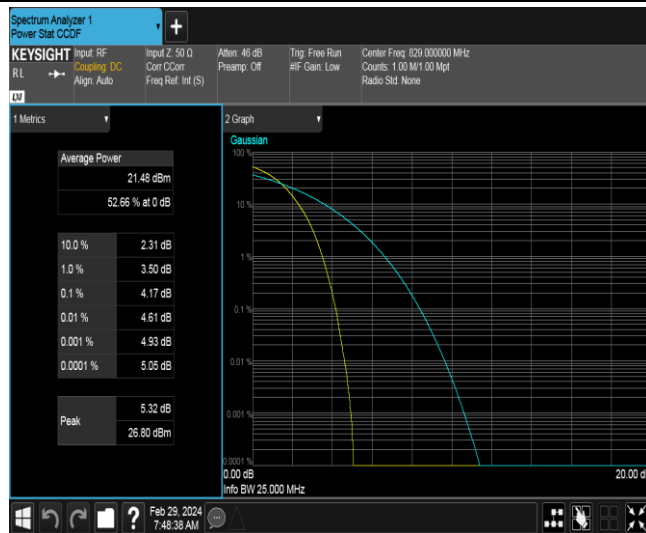 Spectrum Analyzer 1
Power Stat CCDF
+
KEYSIGHT
RL
Input: RF
Coupling: DC
Align: Auto
Input Z: 50 Ω
Corr CCorr
Freq Ref: Int (S)
Atten: 46 dB
Preamp: Off
Trig: Free Run
#IF Gain: Low
Center Freq: 829.000000 MHz
Counts: 1.00 M/1.00 Mpt
Radio Std: None
1 Metrics
Average Power
21.48 dBm
52.66 % at 0 dB
10.0 % 2.31 dB
1.0 % 3.50 dB
0.1 % 4.17 dB
0.01 % 4.61 dB
0.001 % 4.93 dB
0.0001 % 5.05 dB
Peak
5.32 dB
26.80 dBm
2 Graph
Gaussian
100 %
10 %
1 %
0.1 %
0.01 %
0.001 %
0.0001 %
0.00 dB 20.00 d
Info BW 25.000 MHz
?
Feb 29, 2024
7:48:38 AM